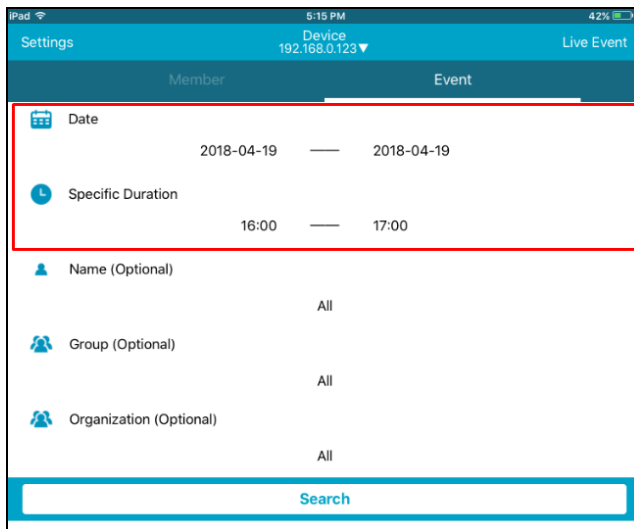 iPad 5:15 PM 42%
Settings Device Live Event
192.168.0.123▼
Member Event
Date
2018-04-19 —— 2018-04-19
Specific Duration
16:00 —— 17:00
Name (Optional)
All
Group (Optional)
All
Organization (Optional)
All
Search